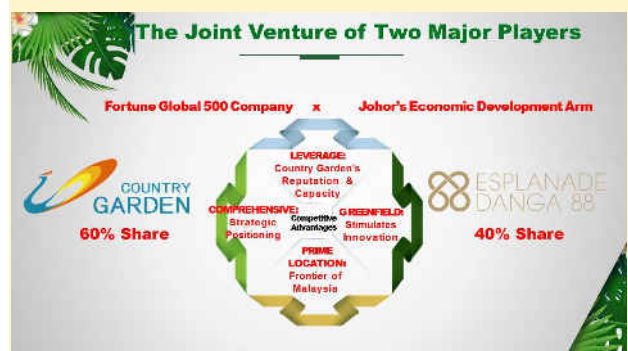 The Joint Venture of Two Major Players
Fortune Global 500 Company x Johor's Economic Development Arm
COUNTRY
GARDEN
60% Share
LEVERAGE:
Country Garden's
Reputation &
Capacity
COMPREHENSIVE:
Strategic
Positioning
Competitive
Advantages
GREENFIELD:
Stimulates
Innovation
PRIME
LOCATION:
Frontier of
Malaysia
ESPLANADE
DANGA 88
40% Share